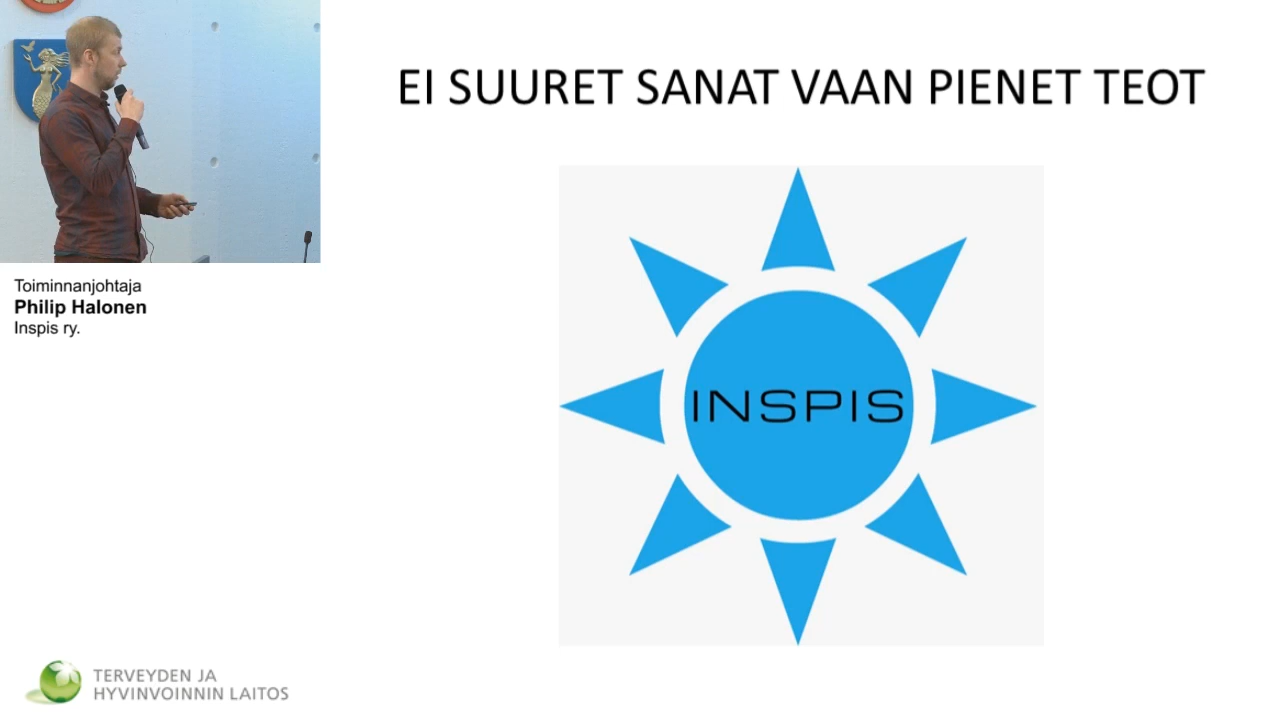 EI SUURET SANAT VAAN PIENET TEOT
INSPIS
Toiminnanjohtaja
Philip Halonen
Inspis ry.
TERVEYDEN JA
HYVINVOINNIN LAITOS